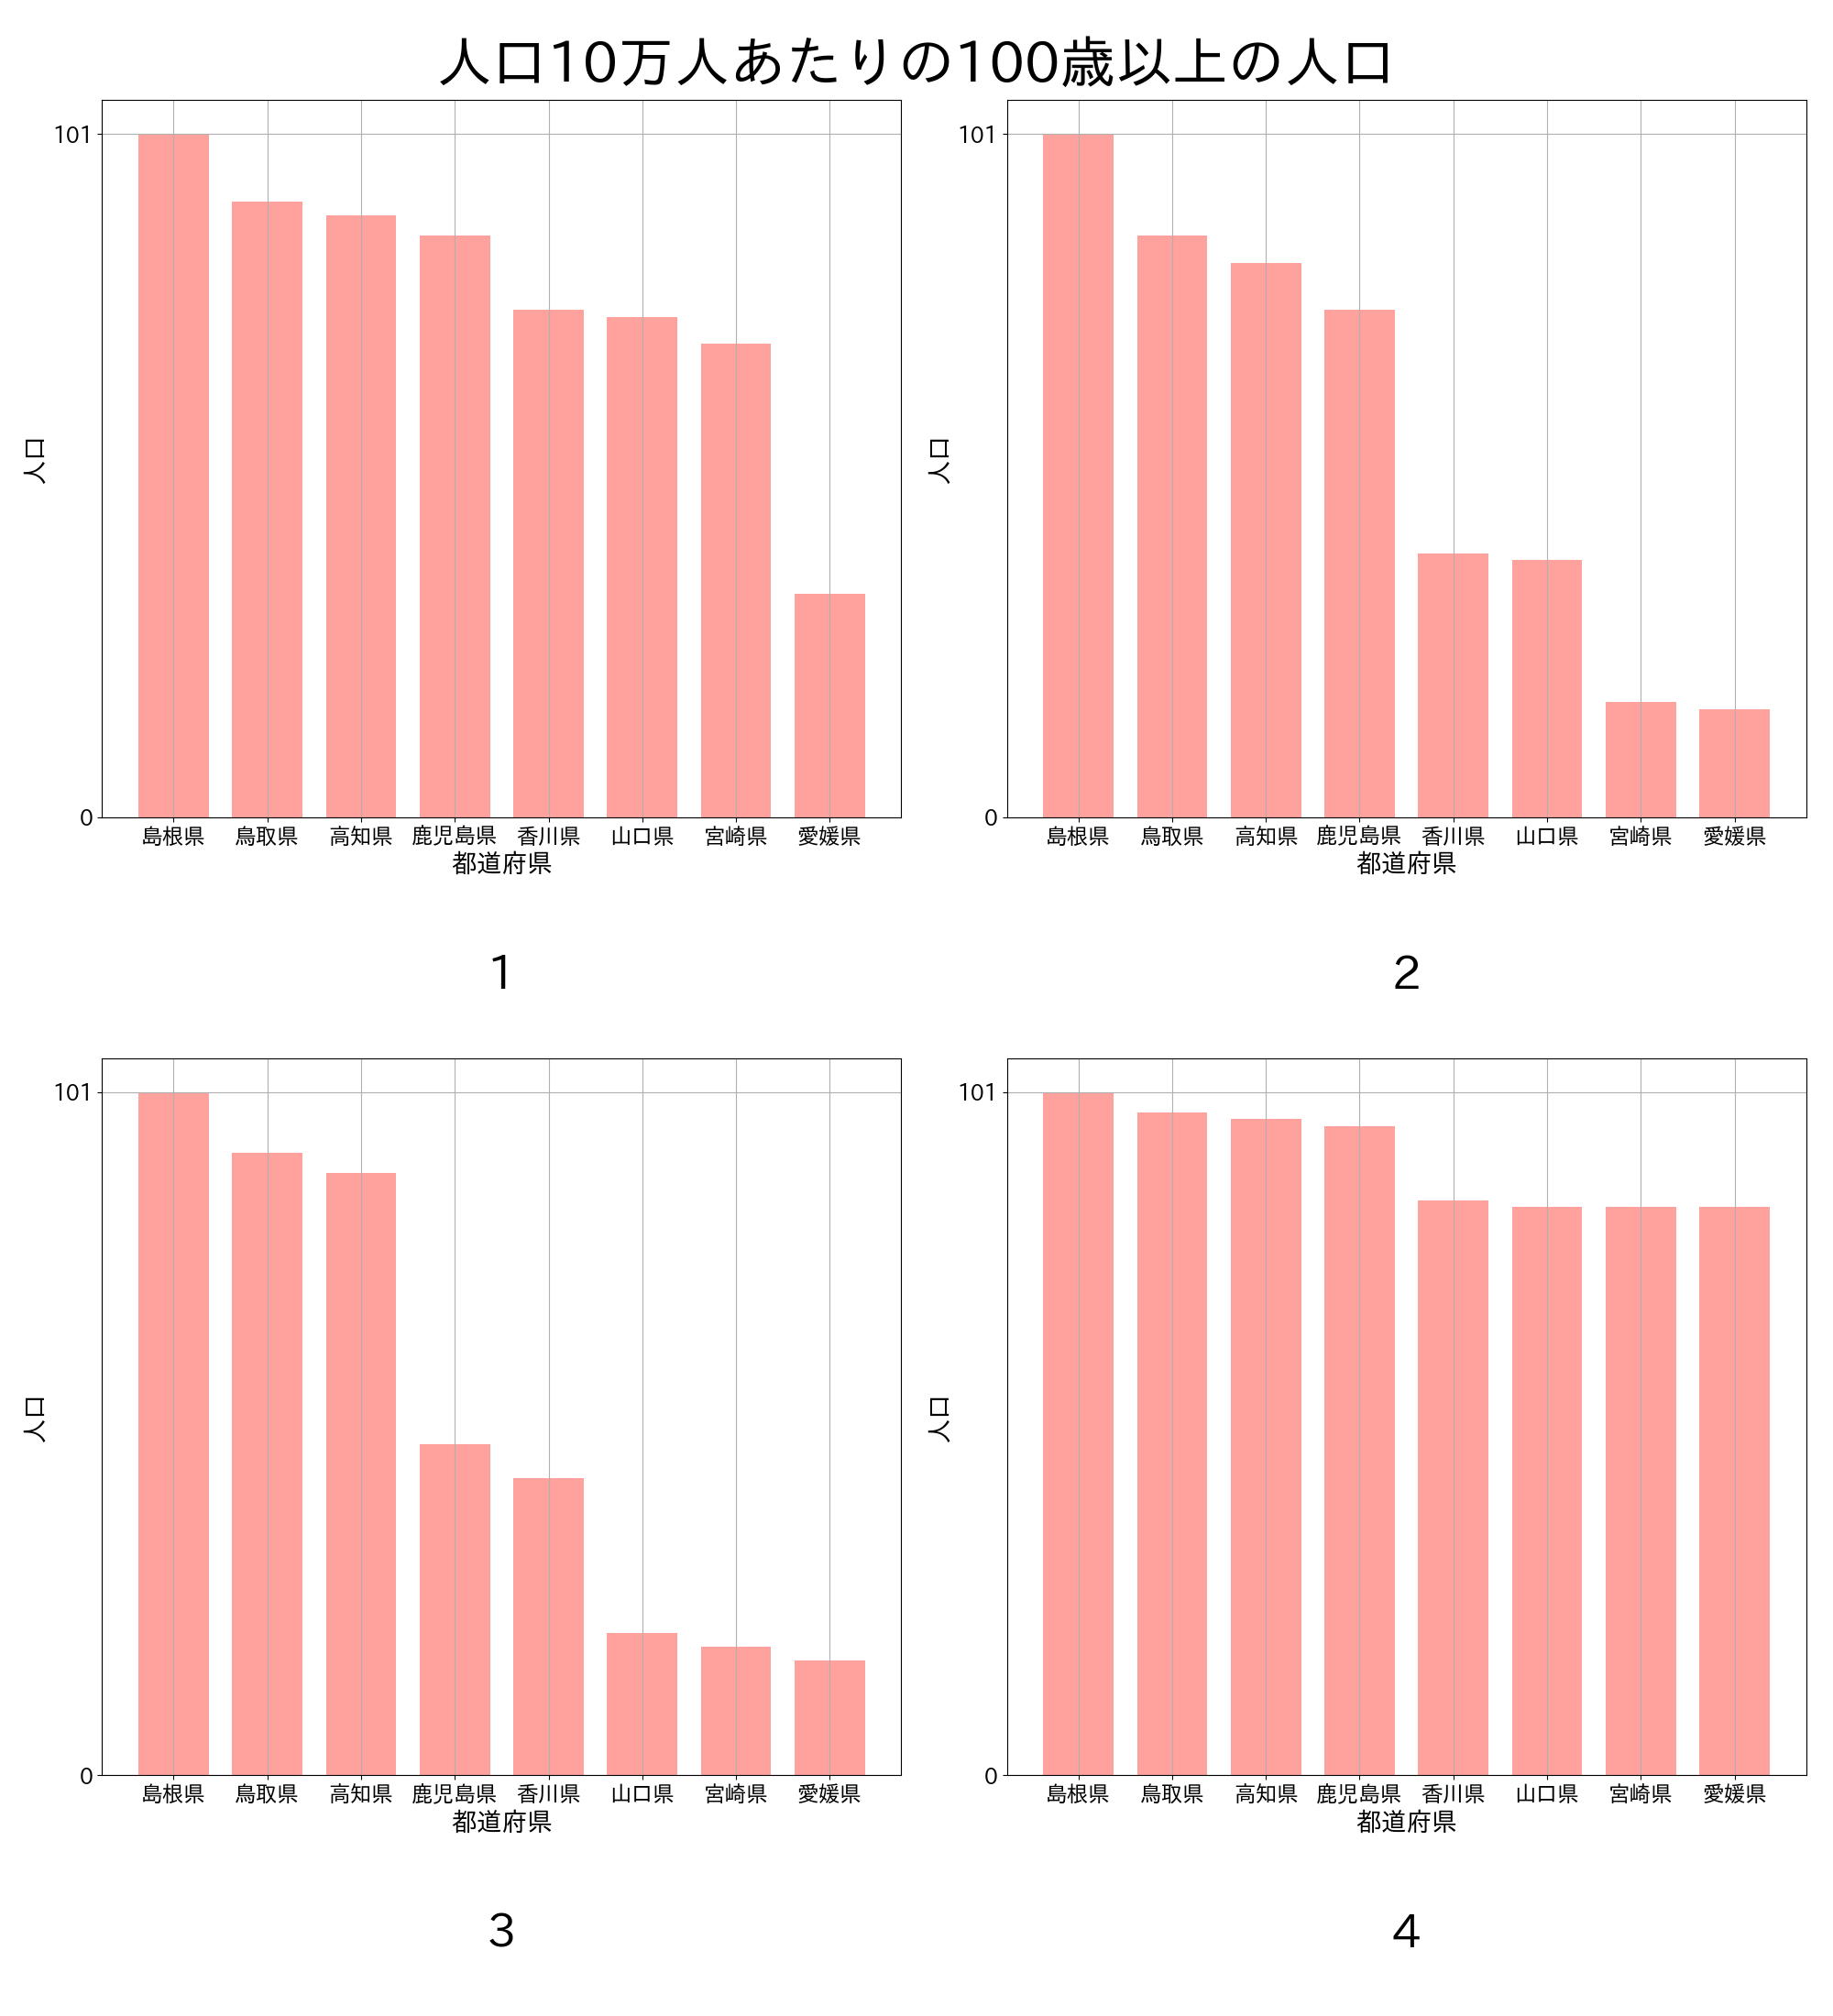 人口10万人あたりの100歳以上の人口
101
0
人口
島根県 鳥取県 高知県 鹿児島県 香川県 山口県 宮崎県 愛媛県
都道府県
1
101
0
人口
島根県 鳥取県 高知県 鹿児島県 香川県 山口県 宮崎県 愛媛県
都道府県
2
101
0
人口
島根県 鳥取県 高知県 鹿児島県 香川県 山口県 宮崎県 愛媛県
都道府県
3
101
0
人口
島根県 鳥取県 高知県 鹿児島県 香川県 山口県 宮崎県 愛媛県
都道府県
4